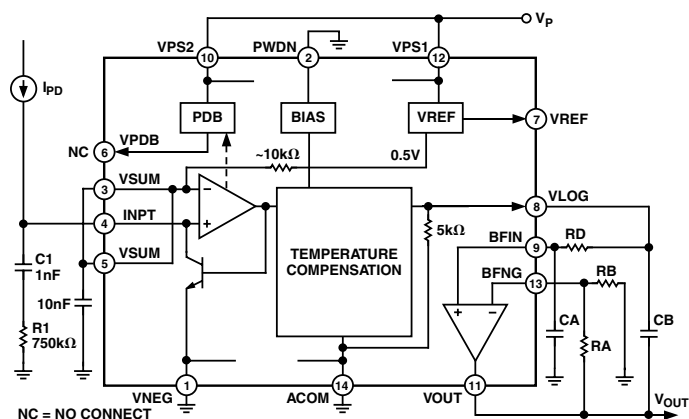 V_P
VPS2
PWDN
VPS1
10
2
12
I_PD
PDB
BIAS
VREF
7
VREF
VPDB
NC
6
~10kΩ
0.5V
VSUM
3
–
8
VLOG
INPT
4
+
5kΩ
BFIN
9
RD
VSUM
5
TEMPERATURE
COMPENSATION
BFNG
13
RB
C1
1nF
10nF
+
–
CA
CB
R1
750kΩ
RA
1
14
11
VNEG
ACOM
VOUT
V_OUT
NC = NO CONNECT